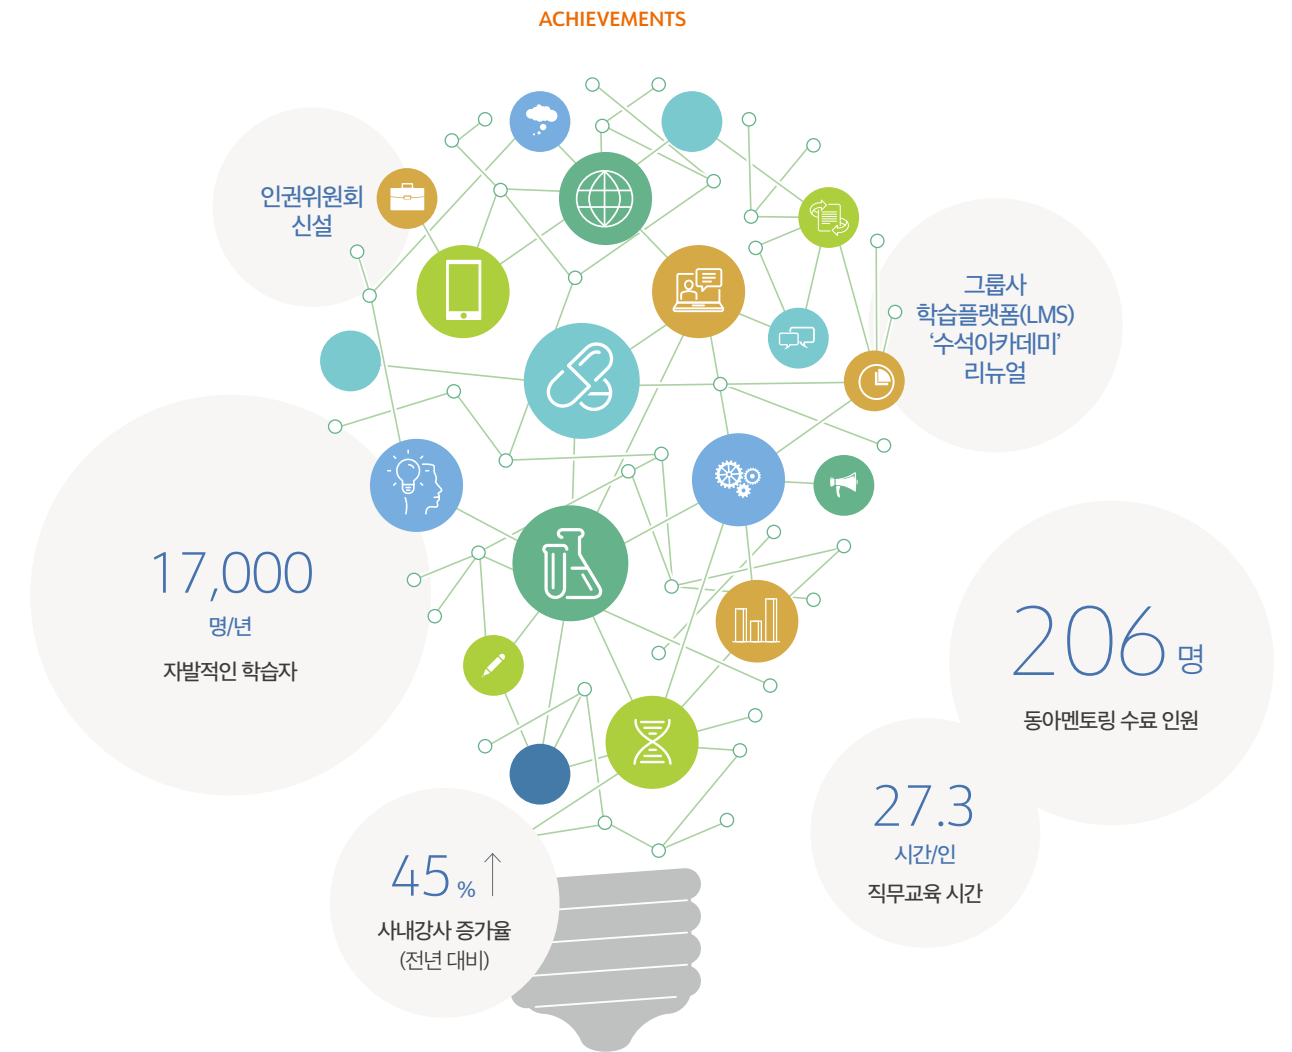 ACHIEVEMENTS
인권위원회
신설
그룹사
학습플랫폼(LMS)
‘수석아카데미’
리뉴얼
17,000
명/년
자발적인 학습자
206 명
동아멘토링 수료 인원
27.3
시간/인
직무교육 시간
45 % ↑
사내강사 증가율
(전년 대비)